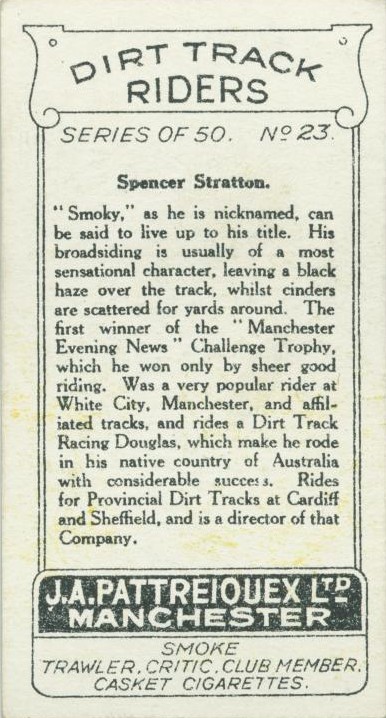 DIRT TRACK
RIDERS
SERIES OF 50. No 23.
Spencer Stratton.
"Smoky," as he is nicknamed, can
be said to live up to his title. His
broadsiding is usually of a most
sensational character, leaving a black
haze over the track, whilst cinders
are scattered for yards around. The
first winner of the "Manchester
Evening News" Challenge Trophy,
which he won only by sheer good
riding. Was a very popular rider at
White City, Manchester, and affil-
iated tracks, and rides a Dirt Track
Racing Douglas, which make he rode
in his native country of Australia
with considerable success. Rides
for Provincial Dirt Tracks at Cardiff
and Sheffield, and is a director of that
Company.
J.A.PATTREIOUEX LTD
MANCHESTER
SMOKE
TRAWLER, CRITIC, CLUB MEMBER,
CASKET CIGARETTES.